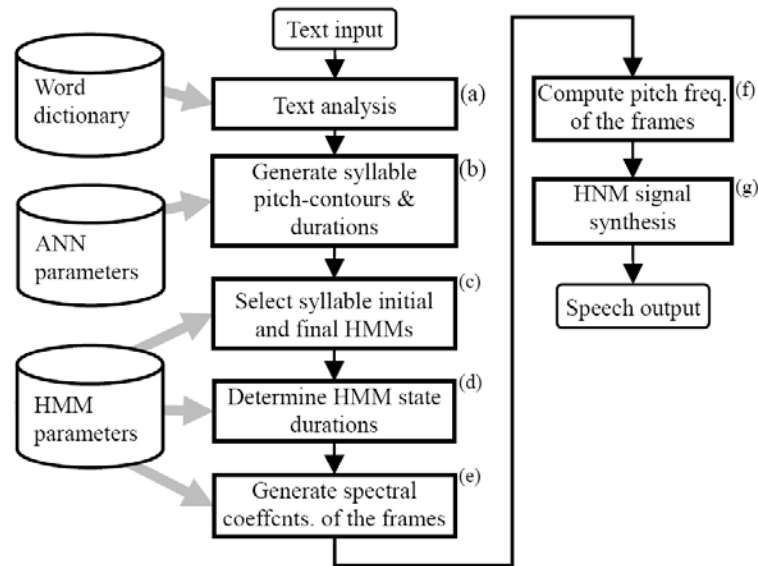 Text input
Word
dictionary
Text analysis
(a)
Generate syllable
pitch-contours &
durations
(b)
ANN
parameters
Select syllable initial
and final HMMs
(c)
HMM
parameters
Determine HMM state
durations
(d)
Generate spectral
coeffcnts. of the frames
(e)
Compute pitch freq.
of the frames
(f)
HNM signal
synthesis
(g)
Speech output